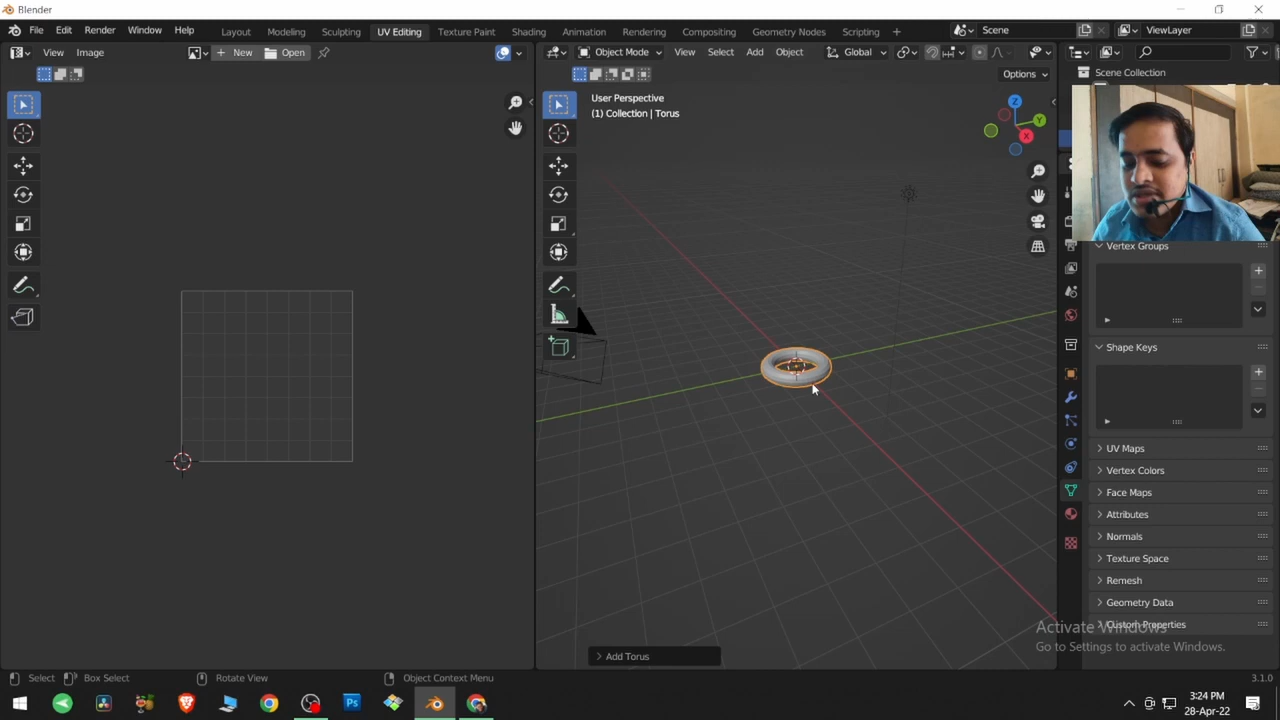 Blender
File Edit Render Window Help
Layout Modeling Sculpting UV Editing Texture Paint Shading Animation Rendering Compositing Geometry Nodes Scripting +
Scene
ViewLayer
View Image
New
Open
Object Mode
View Select Add Object
Global
Options
User Perspective
(1) Collection | Torus
Z
Y
X
Scene Collection
Vertex Groups
Shape Keys
UV Maps
Vertex Colors
Face Maps
Attributes
Normals
Texture Space
Remesh
Geometry Data
Custom Properties
Activate Windows
Go to Settings to activate Windows.
Add Torus
Select
Box Select
Rotate View
Object Context Menu
3.1.0
Ps
3:24 PM
28-Apr-22